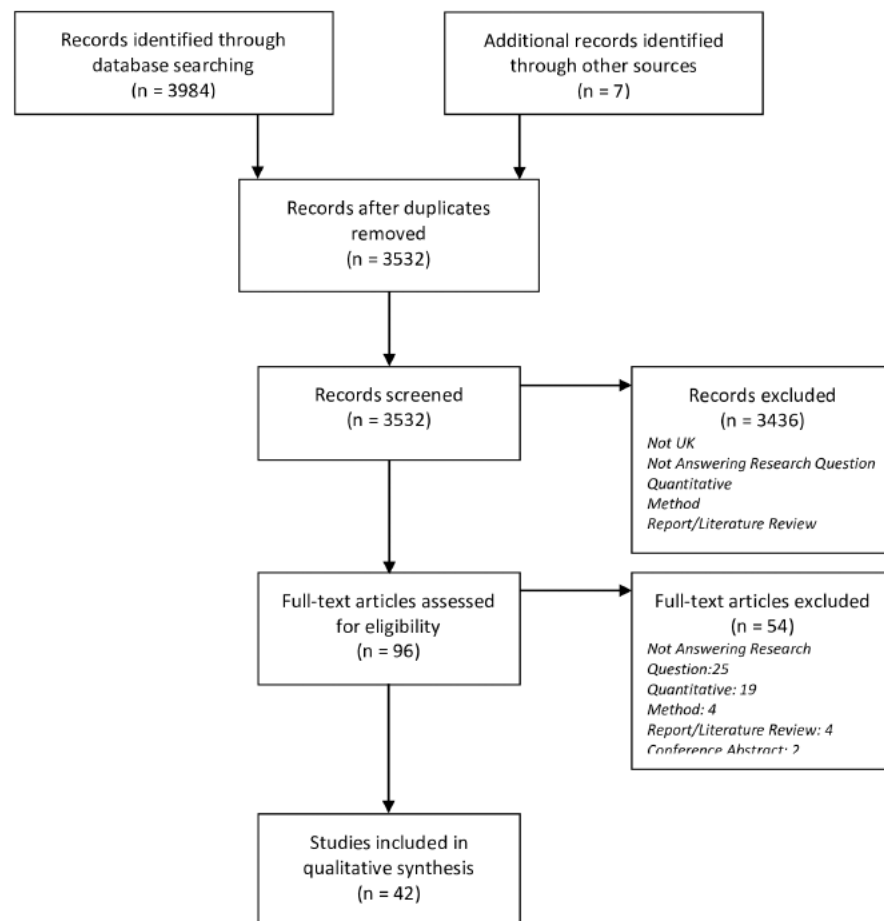 Records identified through
database searching
(n = 3984)
Additional records identified
through other sources
(n = 7)
Records after duplicates
removed
(n = 3532)
Records screened
(n = 3532)
Records excluded
(n = 3436)
Not UK
Not Answering Research Question
Quantitative
Method
Report/Literature Review
Full-text articles assessed
for eligibility
(n = 96)
Full-text articles excluded
(n = 54)
Not Answering Research
Question:25
Quantitative: 19
Method: 4
Report/Literature Review: 4
Conference Abstract: 2
Studies included in
qualitative synthesis
(n = 42)